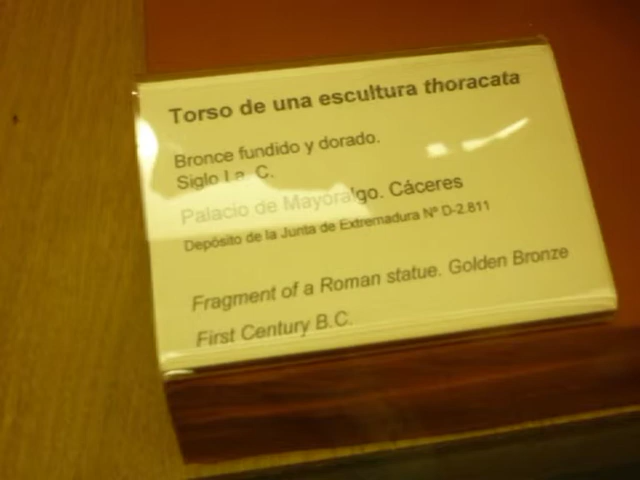 Torso de una escultura thoracata
Bronce fundido y dorado.
Siglo I a. C.
Palacio de Mayoralgo. Cáceres
Depósito de la Junta de Extremadura Nº D-2.811
Fragment of a Roman statue. Golden Bronze
First Century B.C.